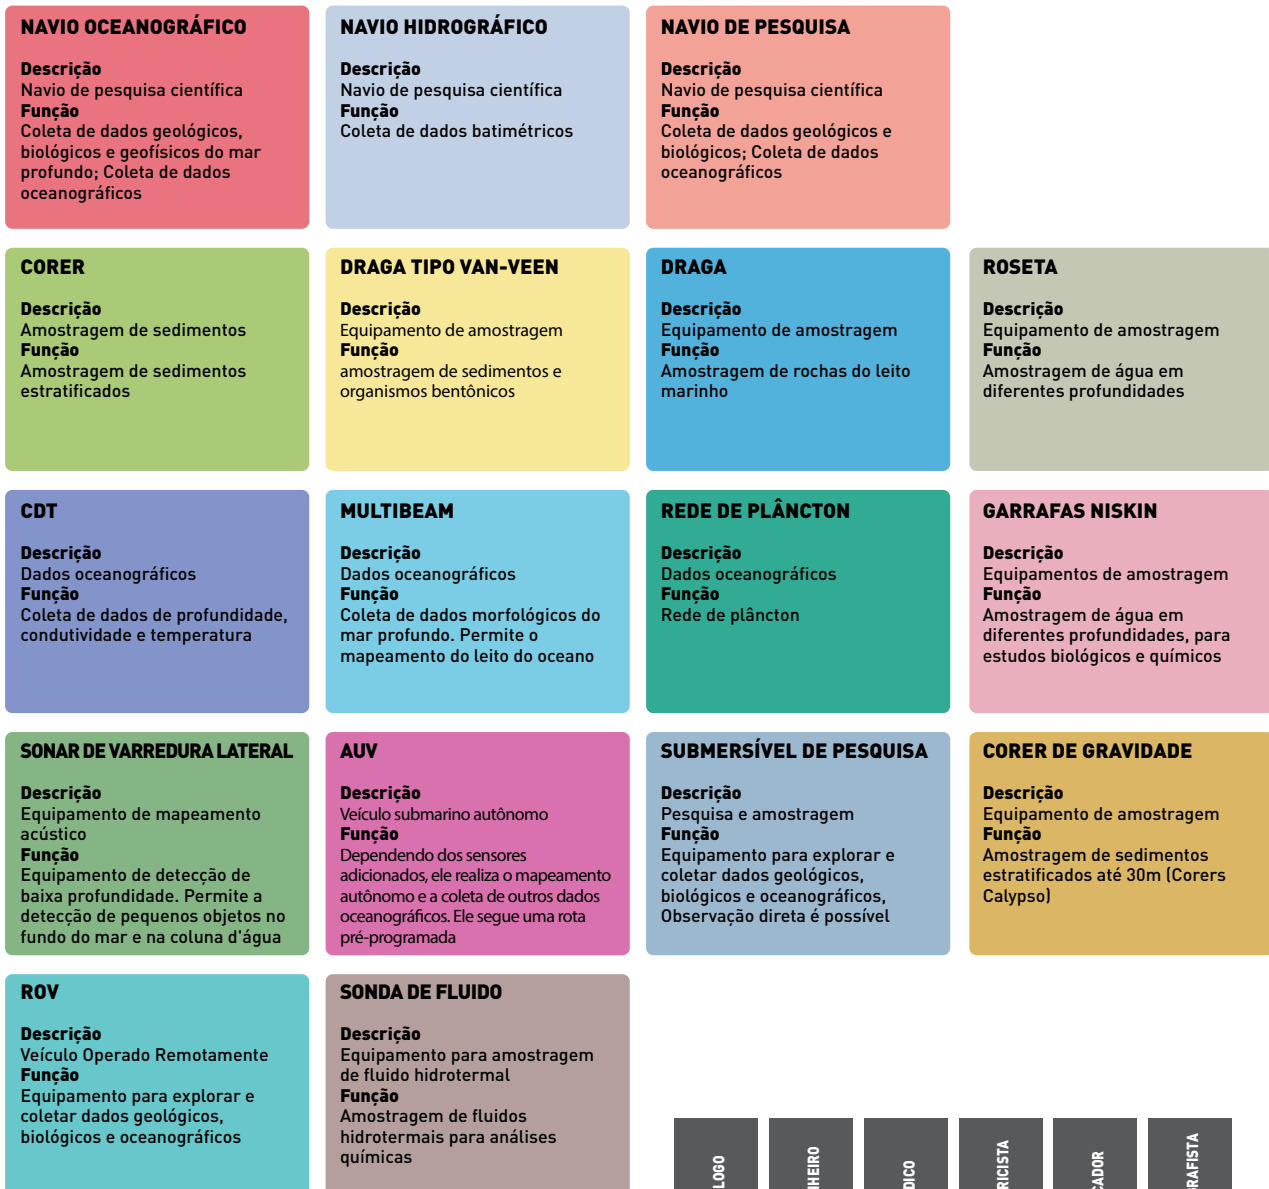 NAVIO OCEANOGRÁFICO
Descrição
Navio de pesquisa científica
Função
Coleta de dados geológicos,
biológicos e geofísicos do mar
profundo; Coleta de dados
oceanográficos
NAVIO HIDROGRÁFICO
Descrição
Navio de pesquisa científica
Função
Coleta de dados batimétricos
NAVIO DE PESQUISA
Descrição
Navio de pesquisa científica
Função
Coleta de dados geológicos e
biológicos; Coleta de dados
oceanográficos
CORER
Descrição
Amostragem de sedimentos
Função
Amostragem de sedimentos
estratificados
DRAGA TIPO VAN-VEEN
Descrição
Equipamento de amostragem
Função
amostragem de sedimentos e
organismos bentônicos
DRAGA
Descrição
Equipamento de amostragem
Função
Amostragem de rochas do leito
marinho
ROSETA
Descrição
Equipamento de amostragem
Função
Amostragem de água em
diferentes profundidades
CDT
Descrição
Dados oceanográficos
Função
Coleta de dados de profundidade,
condutividade e temperatura
MULTIBEAM
Descrição
Dados oceanográficos
Função
Coleta de dados morfológicos do
mar profundo. Permite o
mapeamento do leito do oceano
REDE DE PLÂNCTON
Descrição
Dados oceanográficos
Função
Rede de plâncton
GARRAFAS NISKIN
Descrição
Equipamentos de amostragem
Função
Amostragem de água em
diferentes profundidades, para
estudos biológicos e químicos
SONAR DE VARREDURA LATERAL
Descrição
Equipamento de mapeamento
acústico
Função
Equipamento de detecção de
baixa profundidade. Permite a
detecção de pequenos objetos no
fundo do mar e na coluna d'água
AUV
Descrição
Veículo submarino autônomo
Função
Dependendo dos sensores
adicionados, ele realiza o mapeamento
autônomo e a coleta de outros dados
oceanográficos. Ele segue uma rota
pré-programada
SUBMERSÍVEL DE PESQUISA
Descrição
Pesquisa e amostragem
Função
Equipamento para explorar e
coletar dados geológicos,
biológicos e oceanográficos,
Observação direta é possível
CORER DE GRAVIDADE
Descrição
Equipamento de amostragem
Função
Amostragem de sedimentos
estratificados até 30m (Corers
Calypso)
ROV
Descrição
Veículo Operado Remotamente
Função
Equipamento para explorar e
coletar dados geológicos,
biológicos e oceanográficos
SONDA DE FLUIDO
Descrição
Equipamento para amostragem
de fluido hidrotermal
Função
Amostragem de fluidos
hidrotermais para análises
químicas